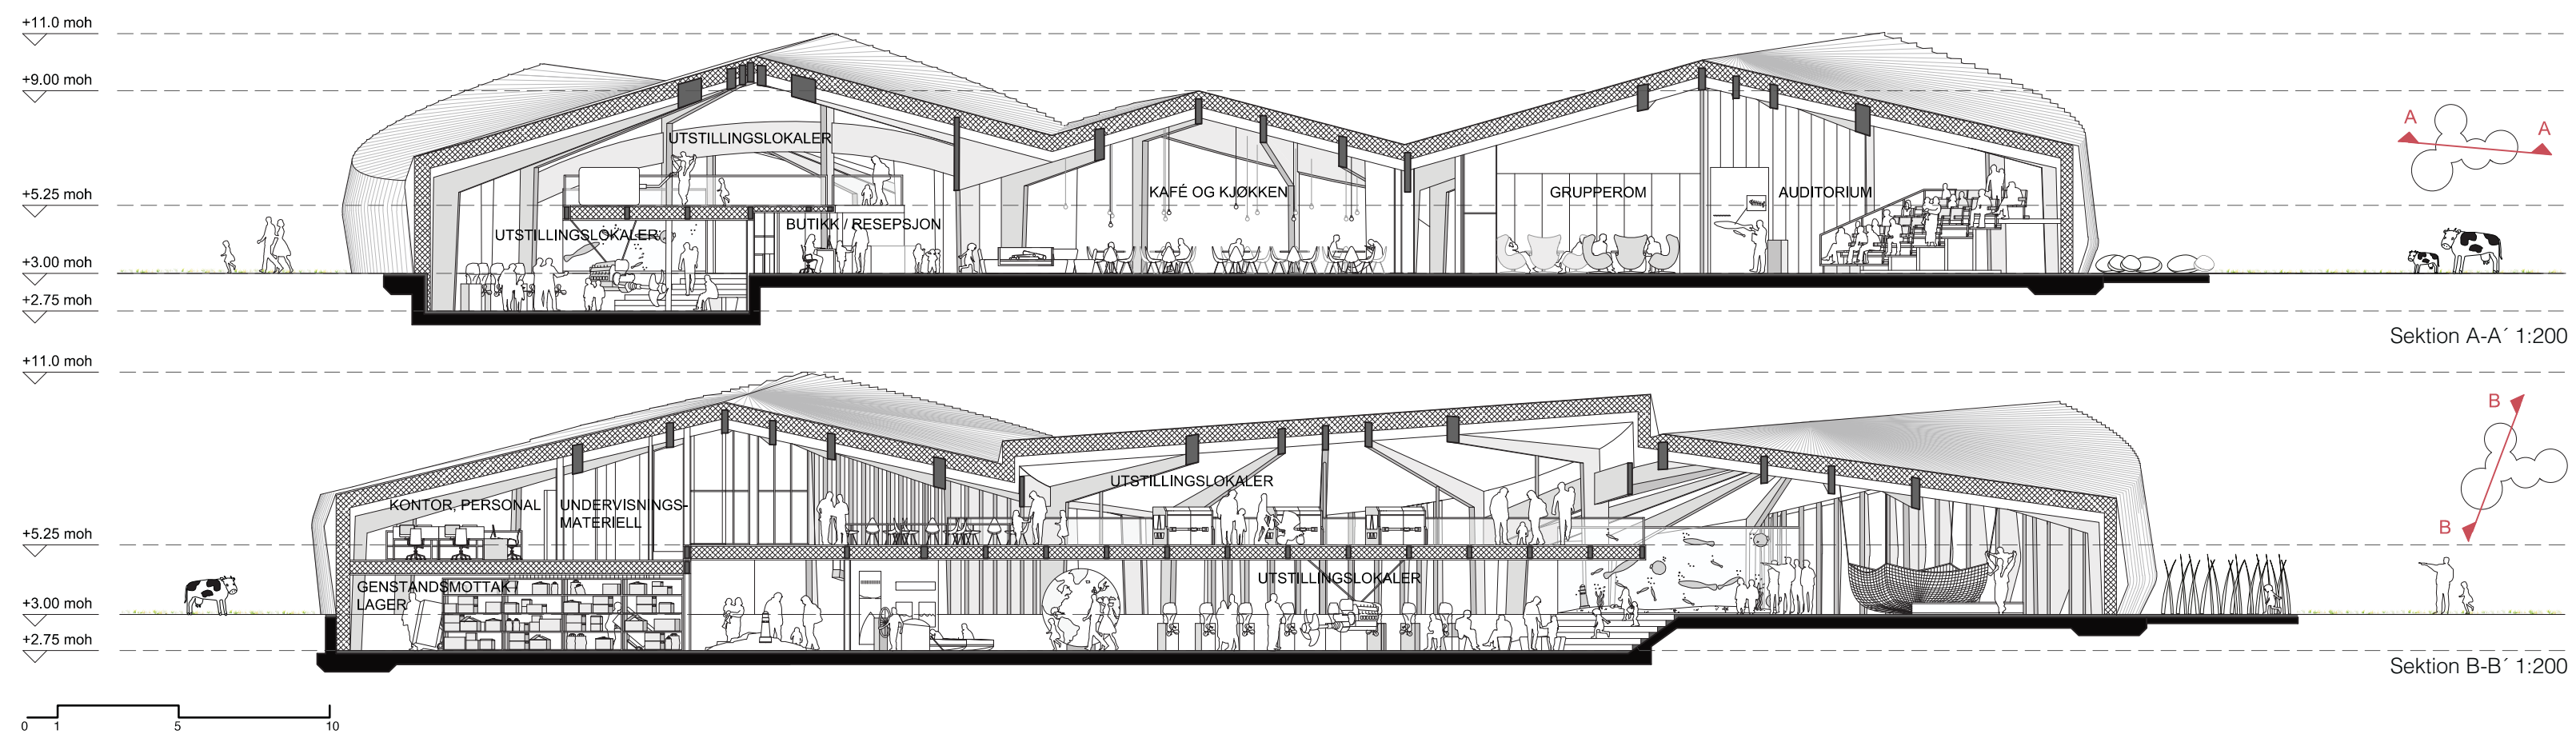 +11.0 moh
+9.00 moh
+5.25 moh
+3.00 moh
+2.75 moh
UTSTILLINGSLOKALER
UTSTILLINGSLOKALER
BUTIKK / RESEPSJON
KAFÉ OG KJØKKEN
GRUPPEROM
AUDITORIUM
A
A
Sektion A-A´ 1:200
+11.0 moh
+5.25 moh
+3.00 moh
+2.75 moh
KONTOR, PERSONAL
UNDERVISNINGS-
MATERIELL
GENSTANDSMOTTAK /
LAGER
UTSTILLINGSLOKALER
UTSTILLINGSLOKALER
B
B
Sektion B-B´ 1:200
0 1 5 10